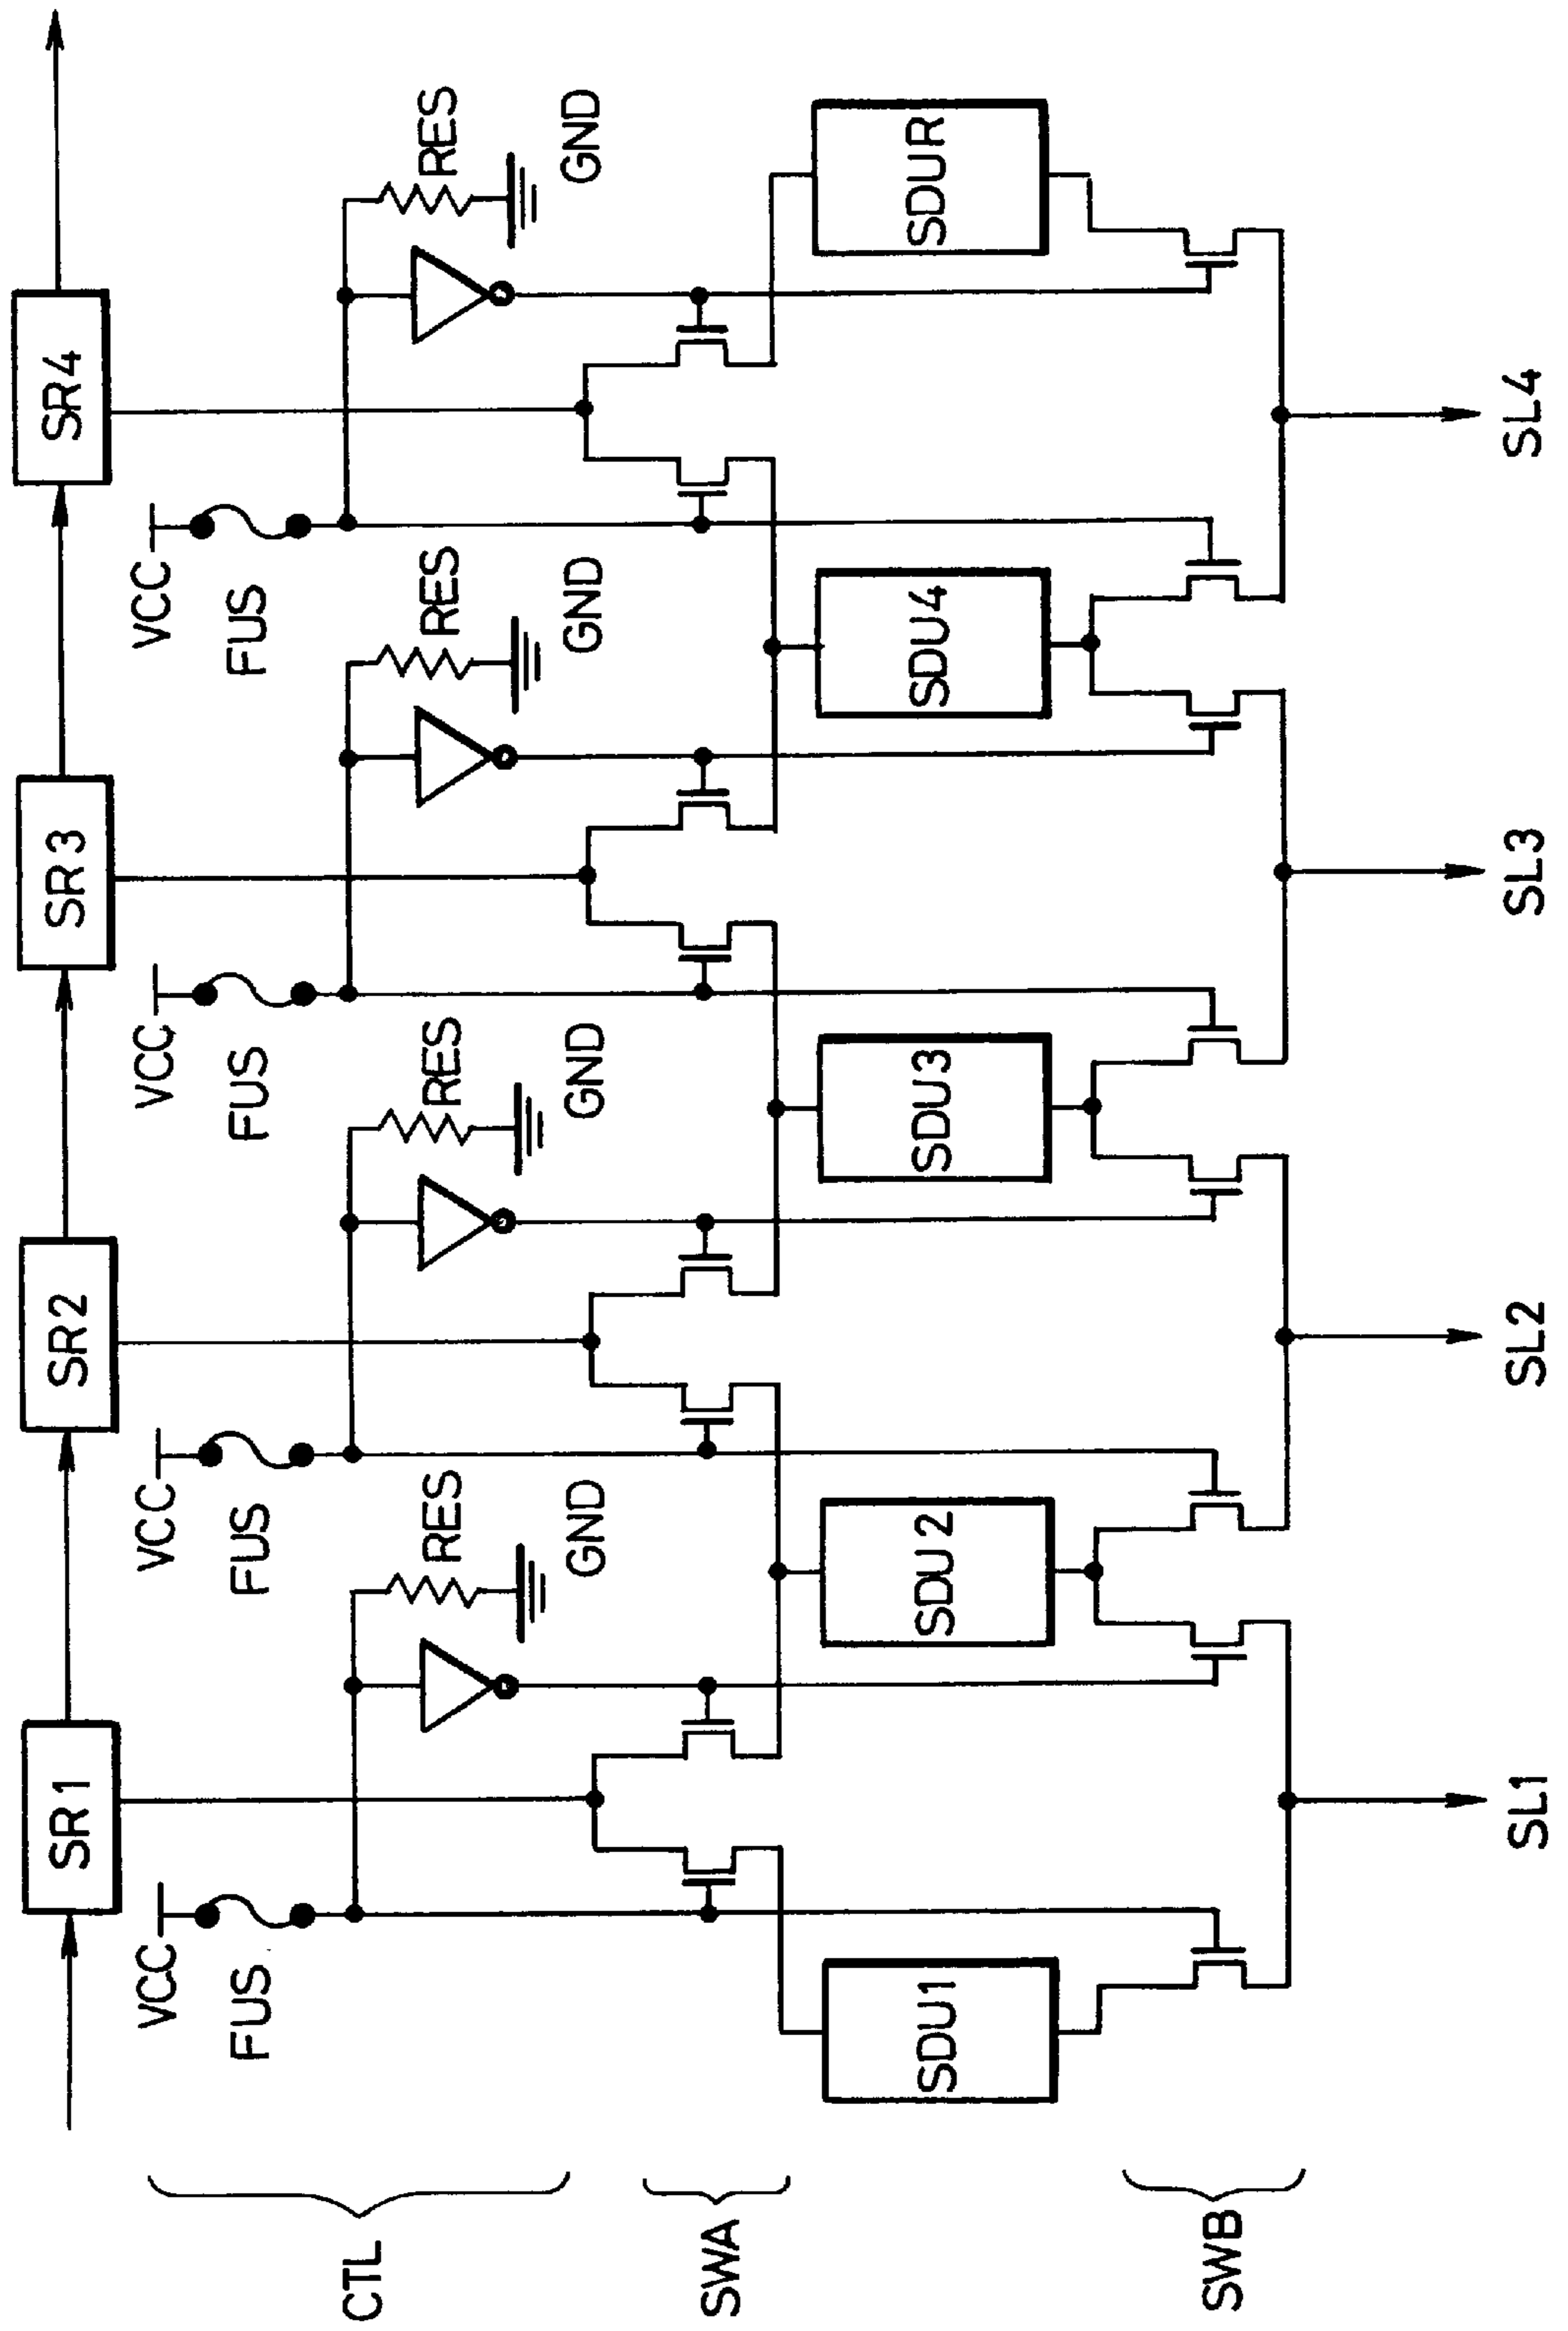 SR1 SR2 SR3 SR4
VCC VCC VCC VCC
FUS FUS FUS FUS
CTL
RES RES RES RES
GND GND GND GND
SWA
SDU1 SDU2 SDU3 SDU4 SDUR
SWB
SL1 SL2 SL3 SL4